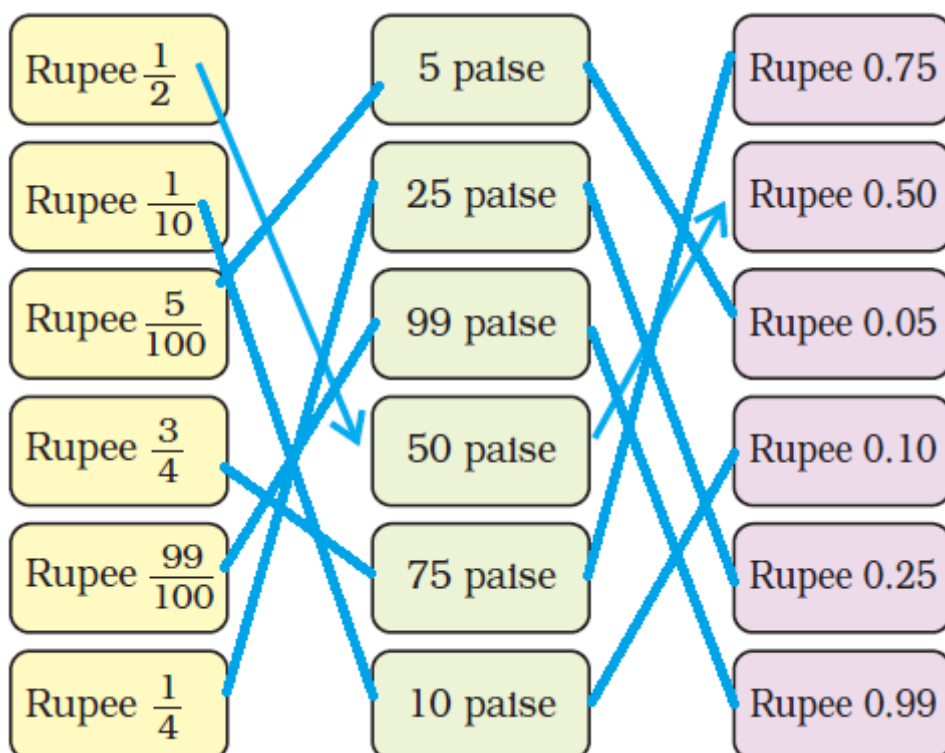 Rupee 1/2 5 paise Rupee 0.75
Rupee 1/10 25 paise Rupee 0.50
Rupee 5/100 99 paise Rupee 0.05
Rupee 3/4 50 paise Rupee 0.10
Rupee 99/100 75 paise Rupee 0.25
Rupee 1/4 10 paise Rupee 0.99